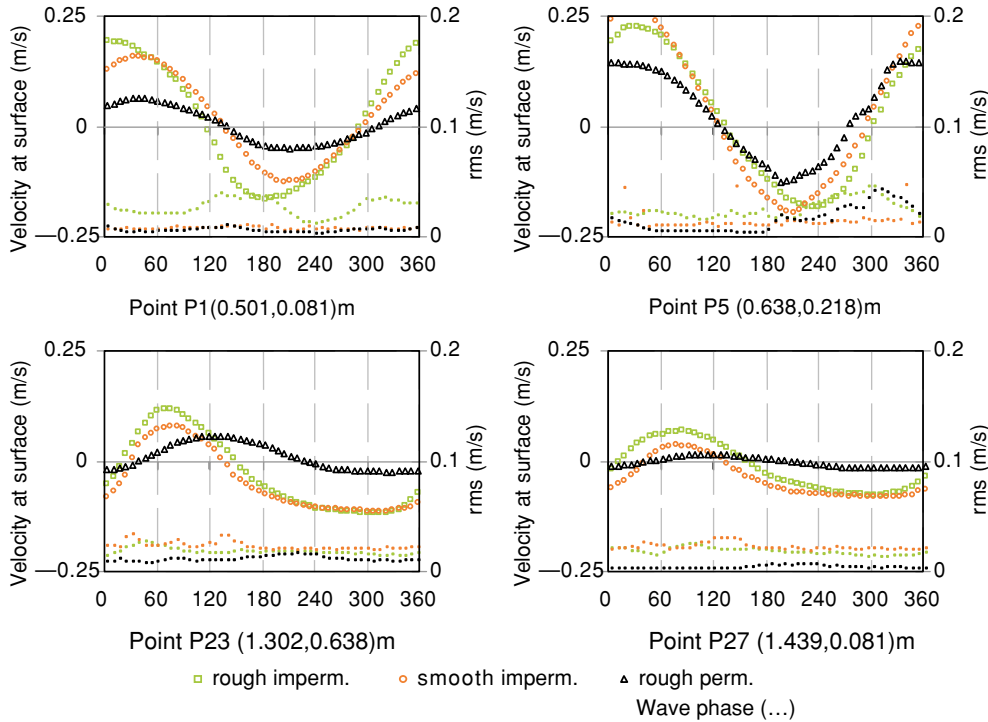 0.25 0.2 0.25 0.2
Velocity at surface (m/s) 0 0.1 rms (m/s) Velocity at surface (m/s) 0 0.1 rms (m/s)
—0.25 0 —0.25 0
0 60 120 180 240 300 360 0 60 120 180 240 300 360
Point P1(0.501,0.081)m Point P5 (0.638,0.218)m
0.25 0.2 0.25 0.2
Velocity at surface (m/s) 0 0.1 rms (m/s) Velocity at surface (m/s) 0 0.1 rms (m/s)
—0.25 0 —0.25 0
0 60 120 180 240 300 360 0 60 120 180 240 300 360
Point P23 (1.302,0.638)m Point P27 (1.439,0.081)m
rough imperm. smooth imperm. rough perm.
Wave phase (...)